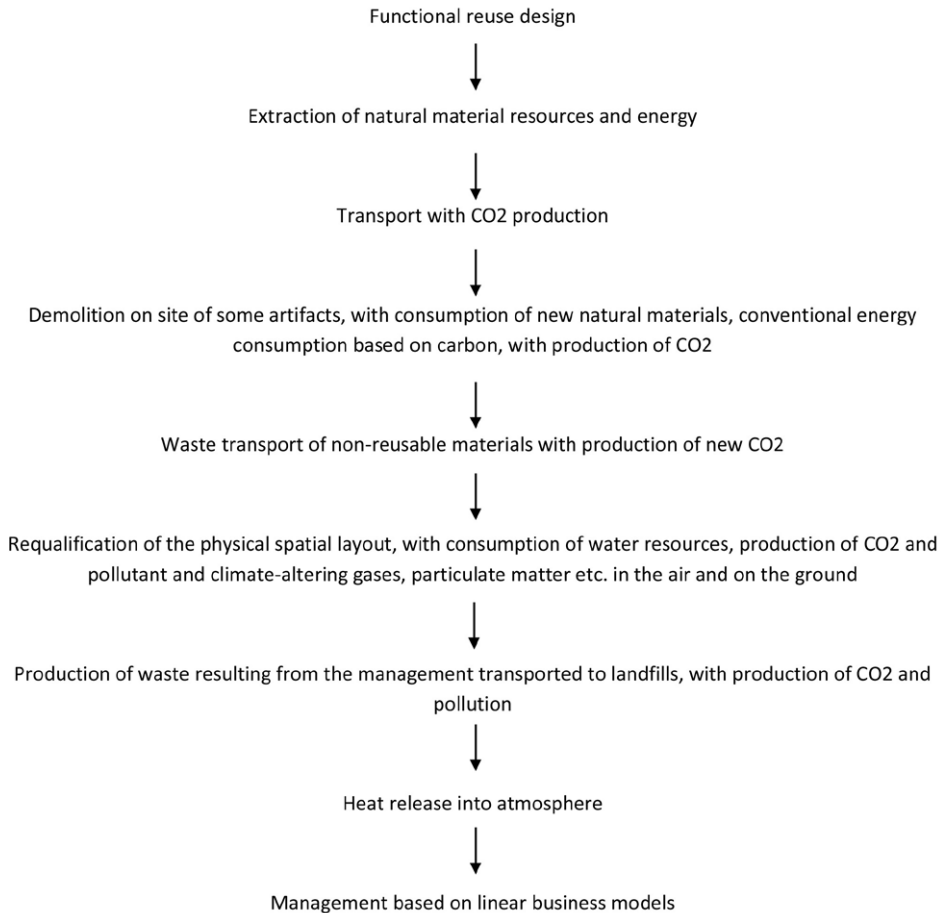 Functional reuse design
Extraction of natural material resources and energy
Transport with CO2 production
Demolition on site of some artifacts, with consumption of new natural materials, conventional energy
consumption based on carbon, with production of CO2
Waste transport of non-reusable materials with production of new CO2
Requalification of the physical spatial layout, with consumption of water resources, production of CO2 and
pollutant and climate-altering gases, particulate matter etc. in the air and on the ground
Production of waste resulting from the management transported to landfills, with production of CO2 and
pollution
Heat release into atmosphere
Management based on linear business models